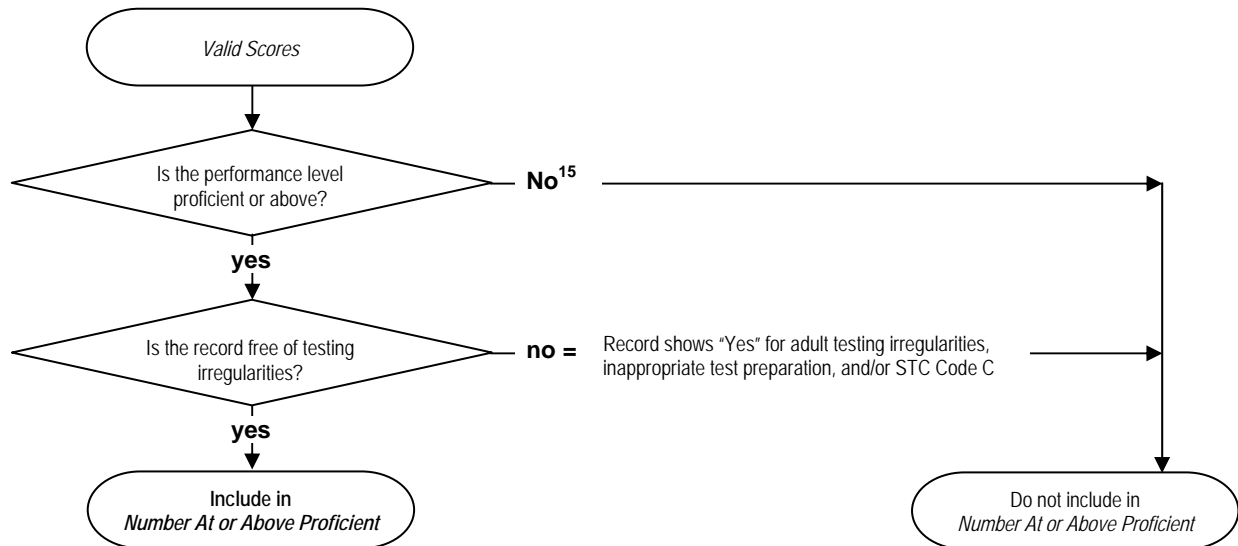 Valid Scores
Is the performance level
proficient or above?
No15
yes
Is the record free of testing
irregularities?
no =
Record shows "Yes" for adult testing irregularities,
inappropriate test preparation, and/or STC Code C
yes
Include in
Number At or Above Proficient
Do not include in
Number At or Above Proficient